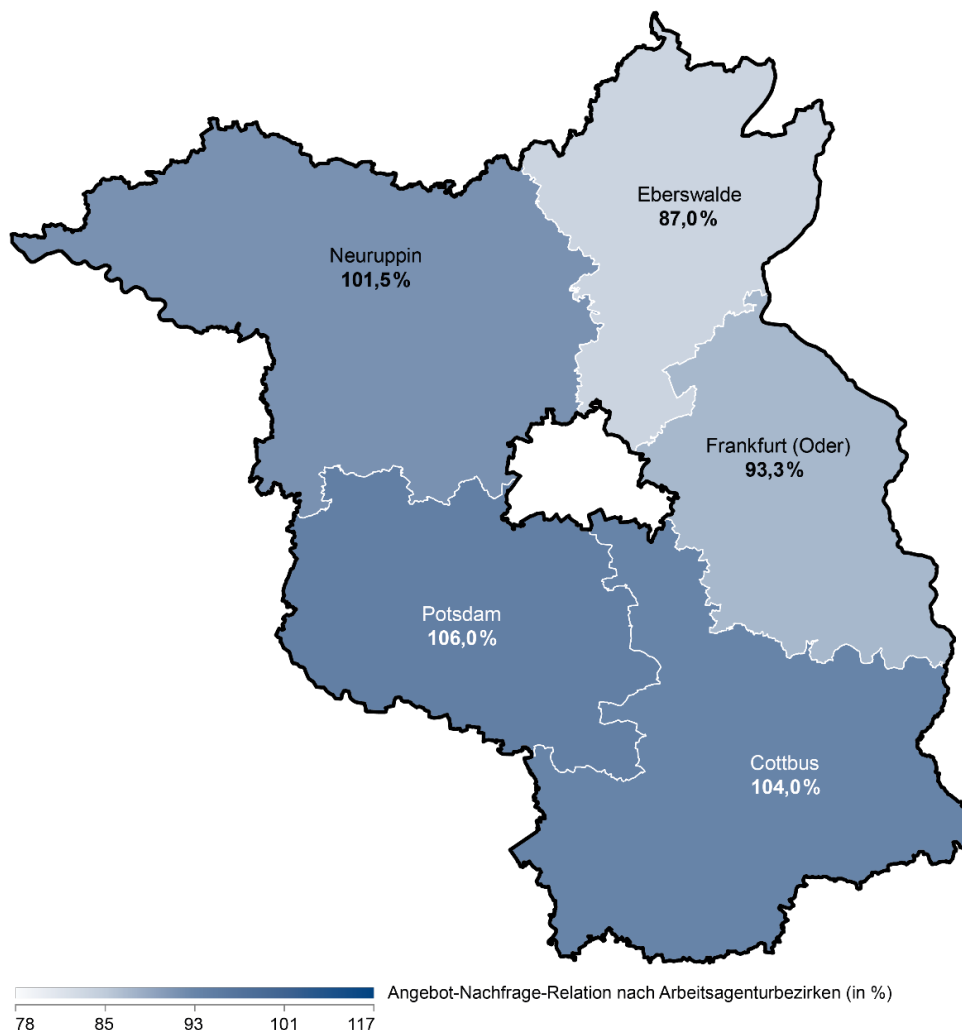 Eberswalde
87,0%
Neuruppin
101,5%
Frankfurt (Oder)
93,3%
Potsdam
106,0%
Cottbus
104,0%
Angebot-Nachfrage-Relation nach Arbeitsagenturbezirken (in %)
78 85 93 101 117